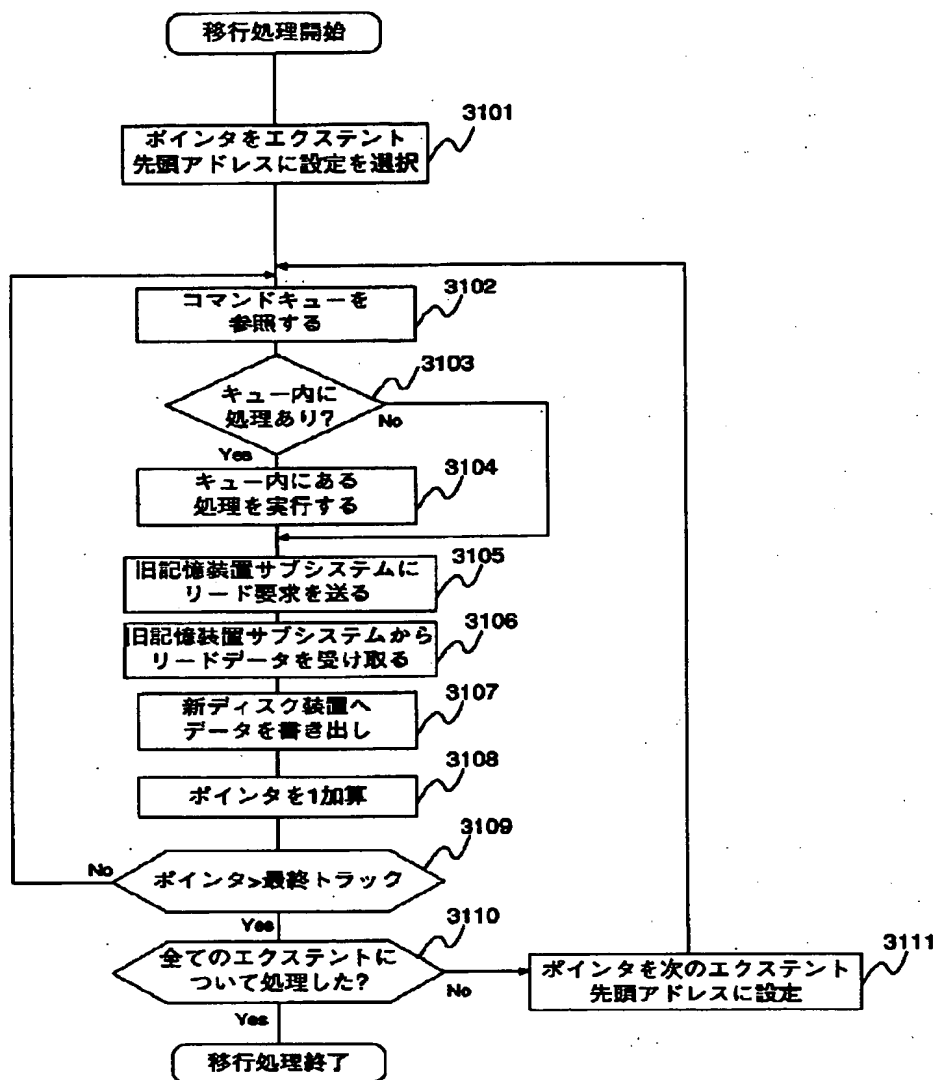 移行処理開始
3101
ポインタをエクステント
先頭アドレスに設定を選択
3102
コマンドキューを
参照する
3103
キュー内に
処理あり?
No
Yes
3104
キュー内にある
処理を実行する
3105
旧記憶装置サブシステムに
リード要求を送る
3106
旧記憶装置サブシステムから
リードデータを受け取る
3107
新ディスク装置へ
データを書き出し
3108
ポインタを1加算
3109
No
ポインタ>最終トラック
Yes
3110
全てのエクステントに
ついて処理した?
No
3111
ポインタを次のエクステント
先頭アドレスに設定
Yes
移行処理終了